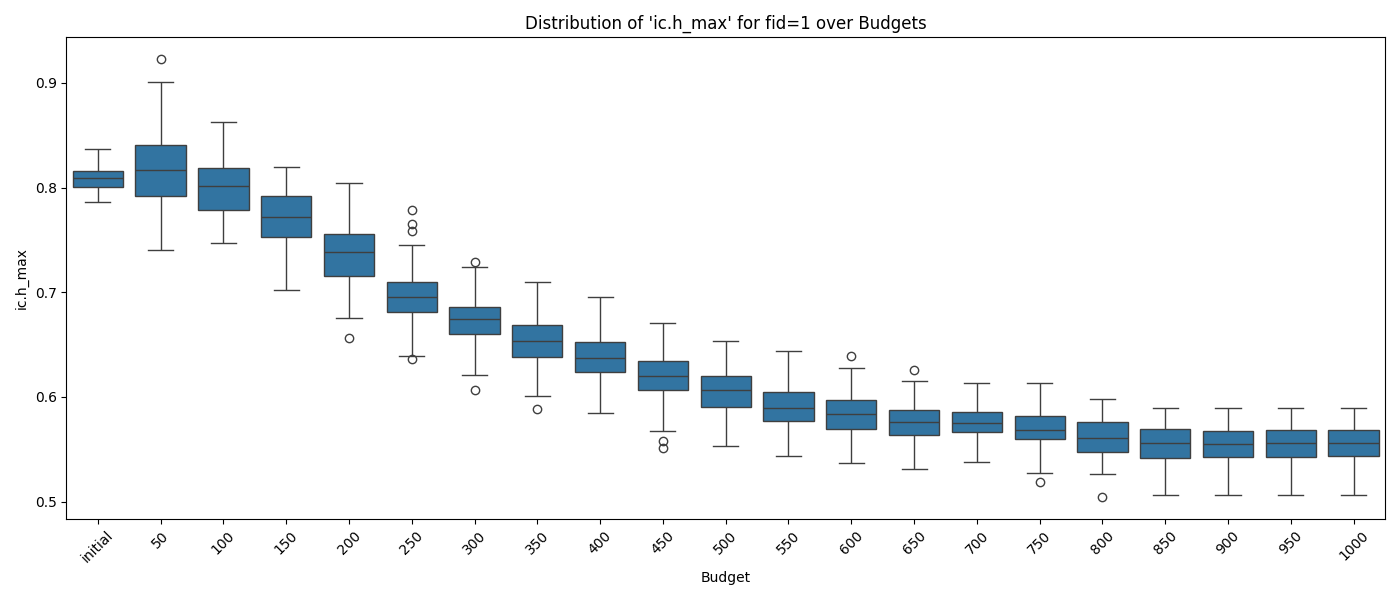 Distribution of 'ic.h_max' for fid=1 over Budgets
ic.h_max
0.9
0.8
0.7
0.6
0.5
initial 50 100 150 200 250 300 350 400 450 500 550 600 650 700 750 800 850 900 950 1000
Budget